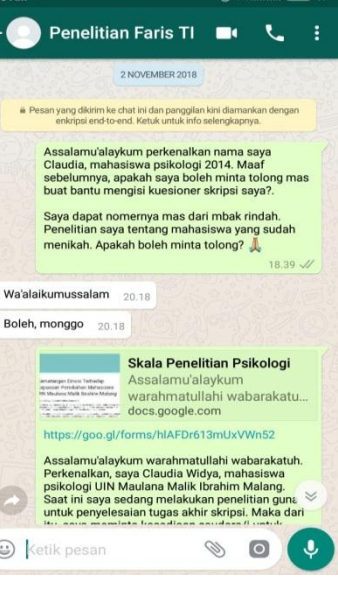 Penelitian Faris TI
2 NOVEMBER 2018
Pesan yang dikirim ke chat ini dan panggilan kini diamankan dengan
enkripsi end-to-end. Ketuk untuk info selengkapnya.
Assalamu'alaykum perkenalkan nama saya
Claudia, mahasiswa psikologi 2014. Maaf
sebelumnya, apakah saya boleh minta tolong mas
buat bantu mengisi kuesioner skripsi saya?.
Saya dapat nomernya mas dari mbak rindah.
Penelitian saya tentang mahasiswa yang sudah
menikah. Apakah boleh minta tolong? 🙏
18.39
Wa'alaikumussalam 20.18
Boleh, monggo 20.18
Skala Penelitian Psikologi
Assalamu'alaykum
warahmatullahi wabarakatu...
docs.google.com
https://goo.gl/forms/hlAFDr613mUxVWn52
Assalamu'alaykum warahmatullahi wabarakatuh.
Perkenalkan, saya Claudia Widya, mahasiswa
psikologi UIN Maulana Malik Ibrahim Malang.
Saat ini saya sedang melakukan penelitian guna
untuk penyelesaian tugas akhir skripsi. Maka dari
Ketik pesan